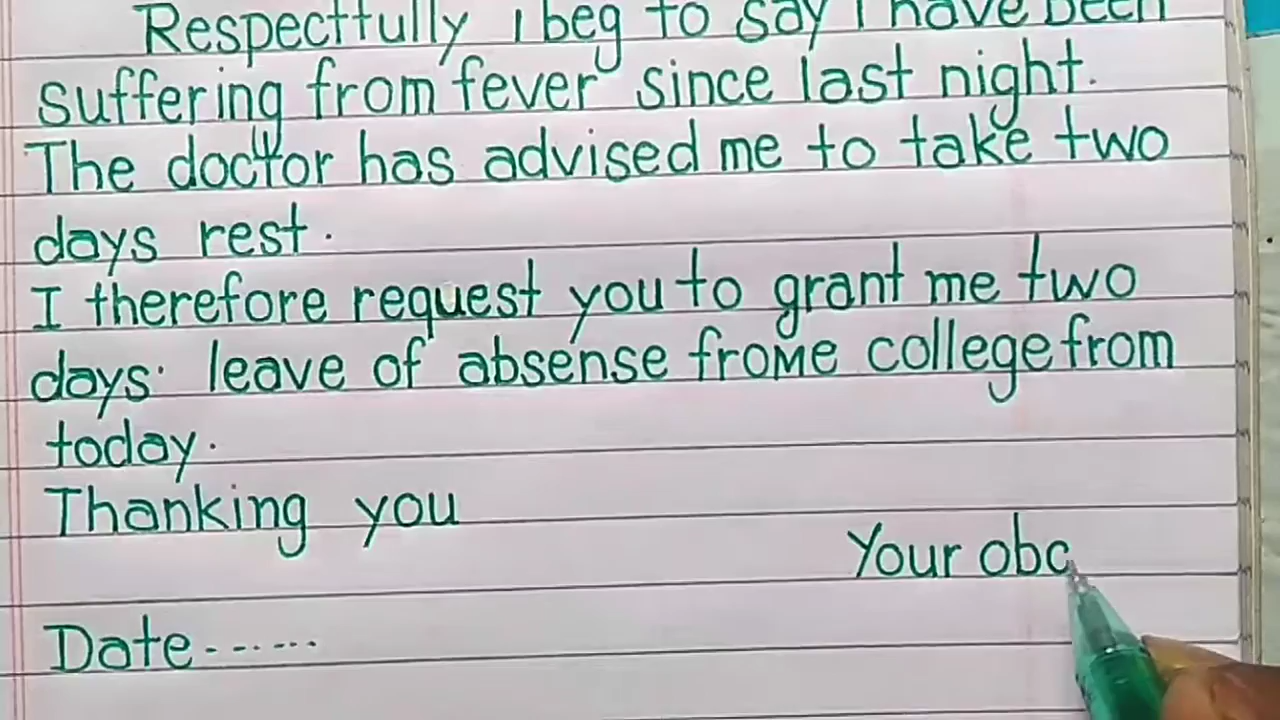 Respectfully I beg to say I have been
suffering from fever since last night.
The doctor has advised me to take two
days rest.
I therefore request you to grant me two
days. leave of absense frome college from
today.
Thanking you
Your obc
Date------